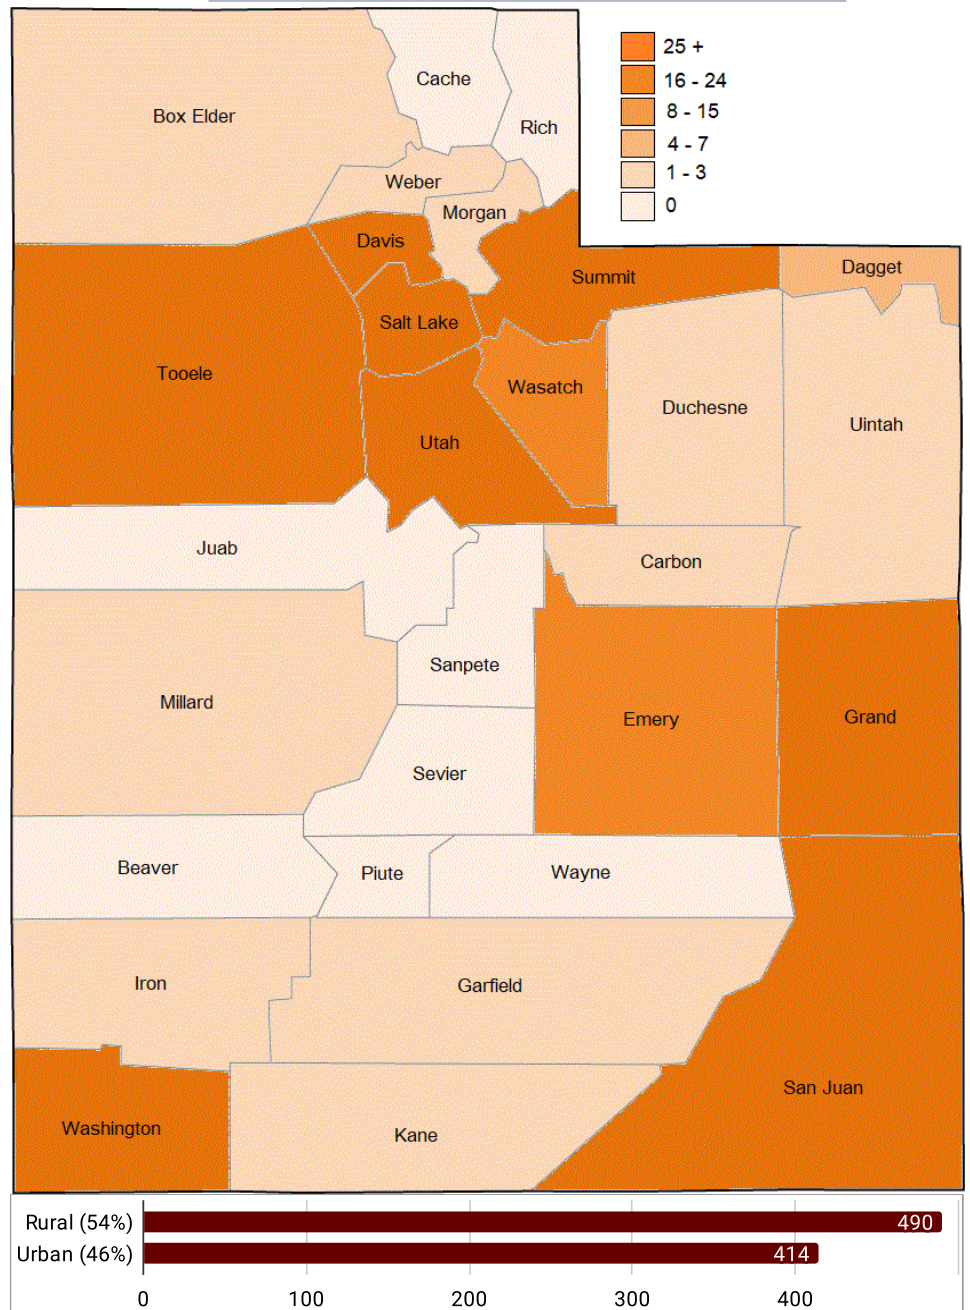 25 +
16 - 24
8 - 15
4 - 7
1 - 3
0
Cache
Box Elder
Rich
Weber
Morgan
Davis
Dagget
Summit
Salt Lake
Tooele
Wasatch
Duchesne
Uintah
Utah
Juab
Carbon
Sanpete
Millard
Emery
Grand
Sevier
Beaver
Piute
Wayne
Iron
Garfield
San Juan
Washington
Kane
Rural (54%) 490
Urban (46%) 414
0 100 200 300 400